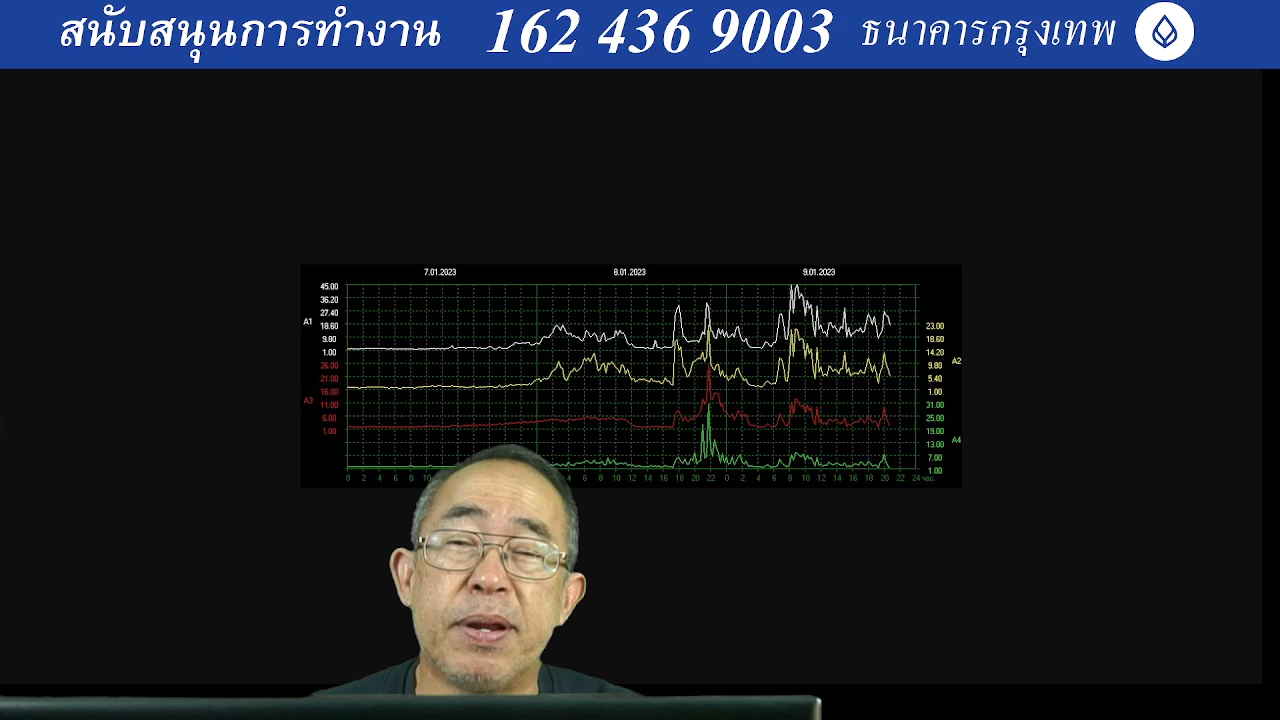 สนับสนุนการทำงาน 162 436 9003 ธนาคารกรุงเทพ
7.01.2023 8.01.2023 9.01.2023
45.00
36.20
A1 27.40
18.60 23.00
9.80 18.60
1.00 14.20
26.00 9.80 A2
21.00 5.40
16.00 1.00
A3 11.00 31.00
6.00 25.00
1.00 19.00
13.00 A4
7.00
1.00
0 2 4 6 8 10 4 6 8 10 12 14 16 18 20 22 0 2 4 6 8 10 12 14 16 18 20 22 24 час.